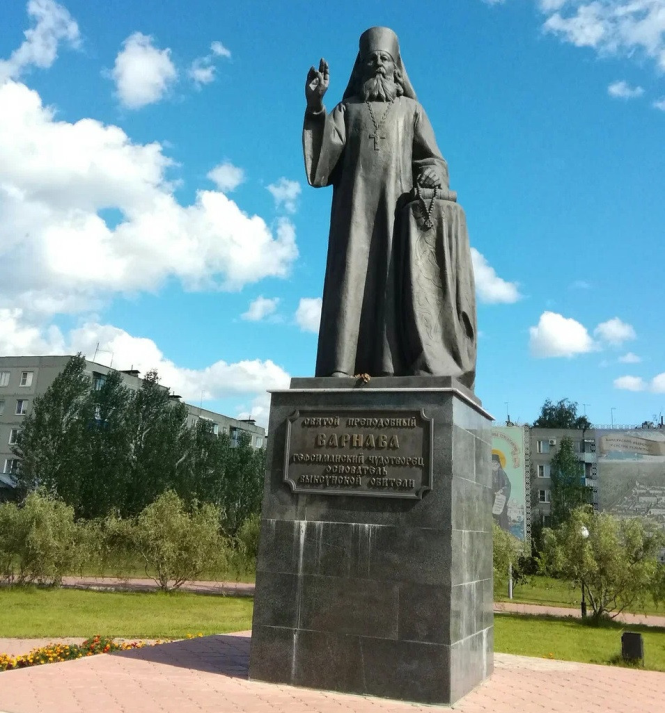 СВЯТОЙ ПРЕПОДОБНЫЙ
ВАРНАВА
ГЕФСИМАНСКИЙ ЧУДОТВОРЕЦ
ОСНОВАТЕЛЬ
ВЫКСУНСКОЙ ОБИТЕЛИ